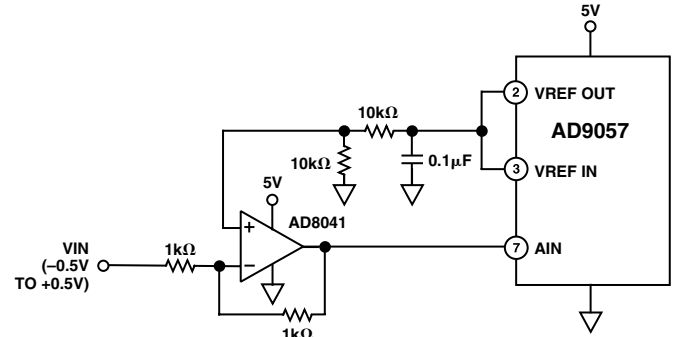 5V
2 VREF OUT
AD9057
10kΩ
10kΩ
0.1µF
3 VREF IN
5V
AD8041
+
VIN
(–0.5V
TO +0.5V)
1kΩ
–
7 AIN
1kΩ